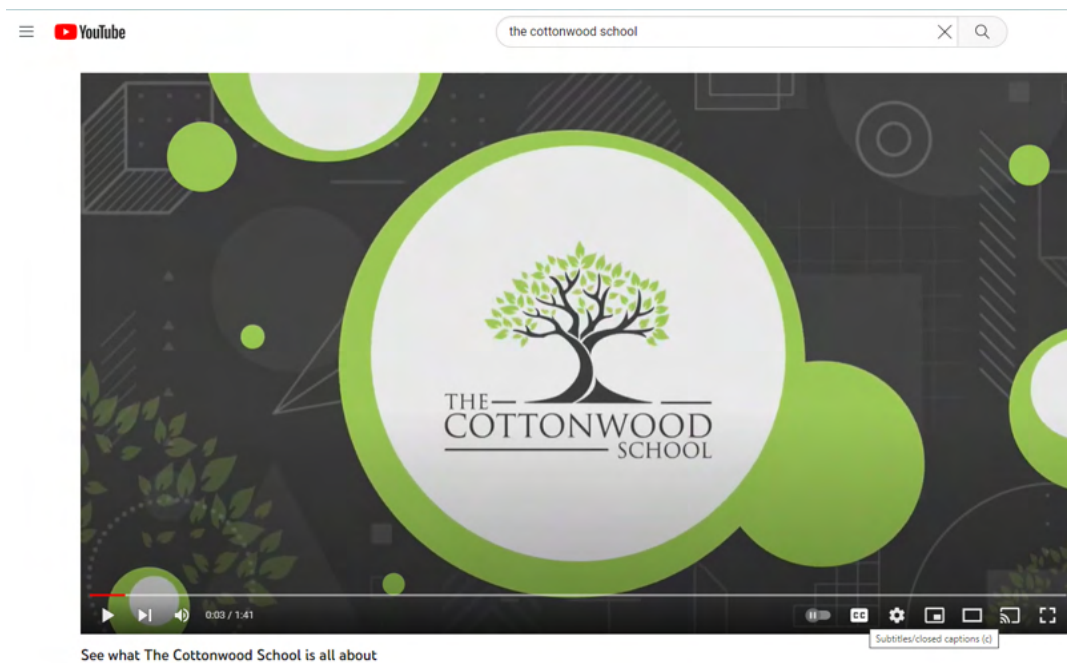 YouTube
the cottonwood school
THE
COTTONWOOD
SCHOOL
0:03 / 1:41
CC
Subtitles/closed captions (c)
See what The Cottonwood School is all about